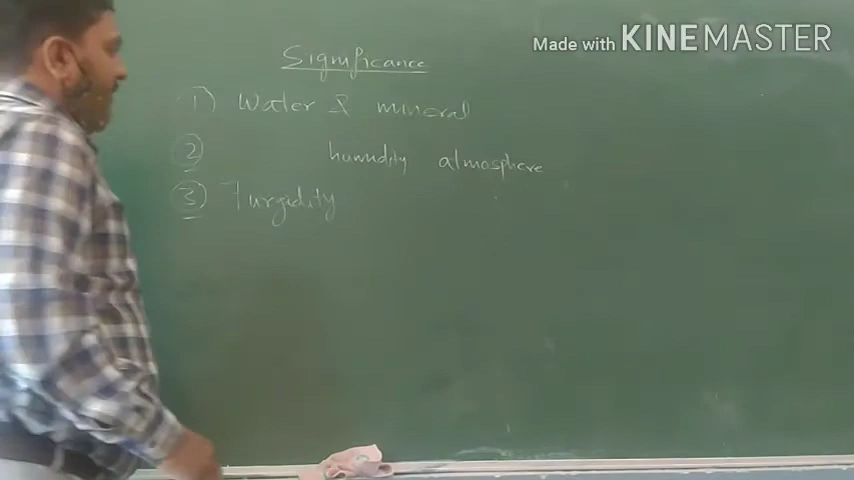 Made with KINEMASTER
Significance
1) Water & mineral
2 humidity atmosphere
3) Turgidity